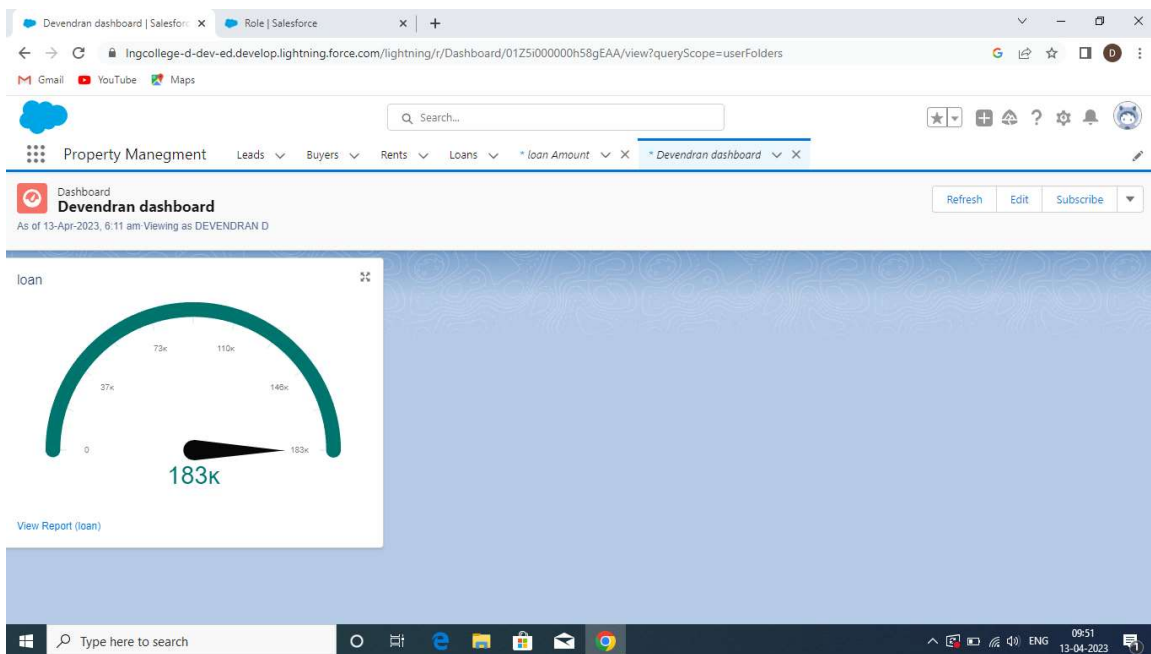 Devendran dashboard | Salesforc
Role | Salesforce
lngcollege-d-dev-ed.develop.lightning.force.com/lightning/r/Dashboard/01Z5i000000h58gEAA/view?queryScope=userFolders
G
D
Gmail YouTube Maps
Search...
Property Manegment Leads Buyers Rents Loans * loan Amount * Devendran dashboard
Dashboard
Devendran dashboard
As of 13-Apr-2023, 6:11 am·Viewing as DEVENDRAN D
Refresh Edit Subscribe
loan
73K 110K
37K 146K
0 183K
183K
View Report (loan)
Type here to search
ENG
09:51
13-04-2023
1